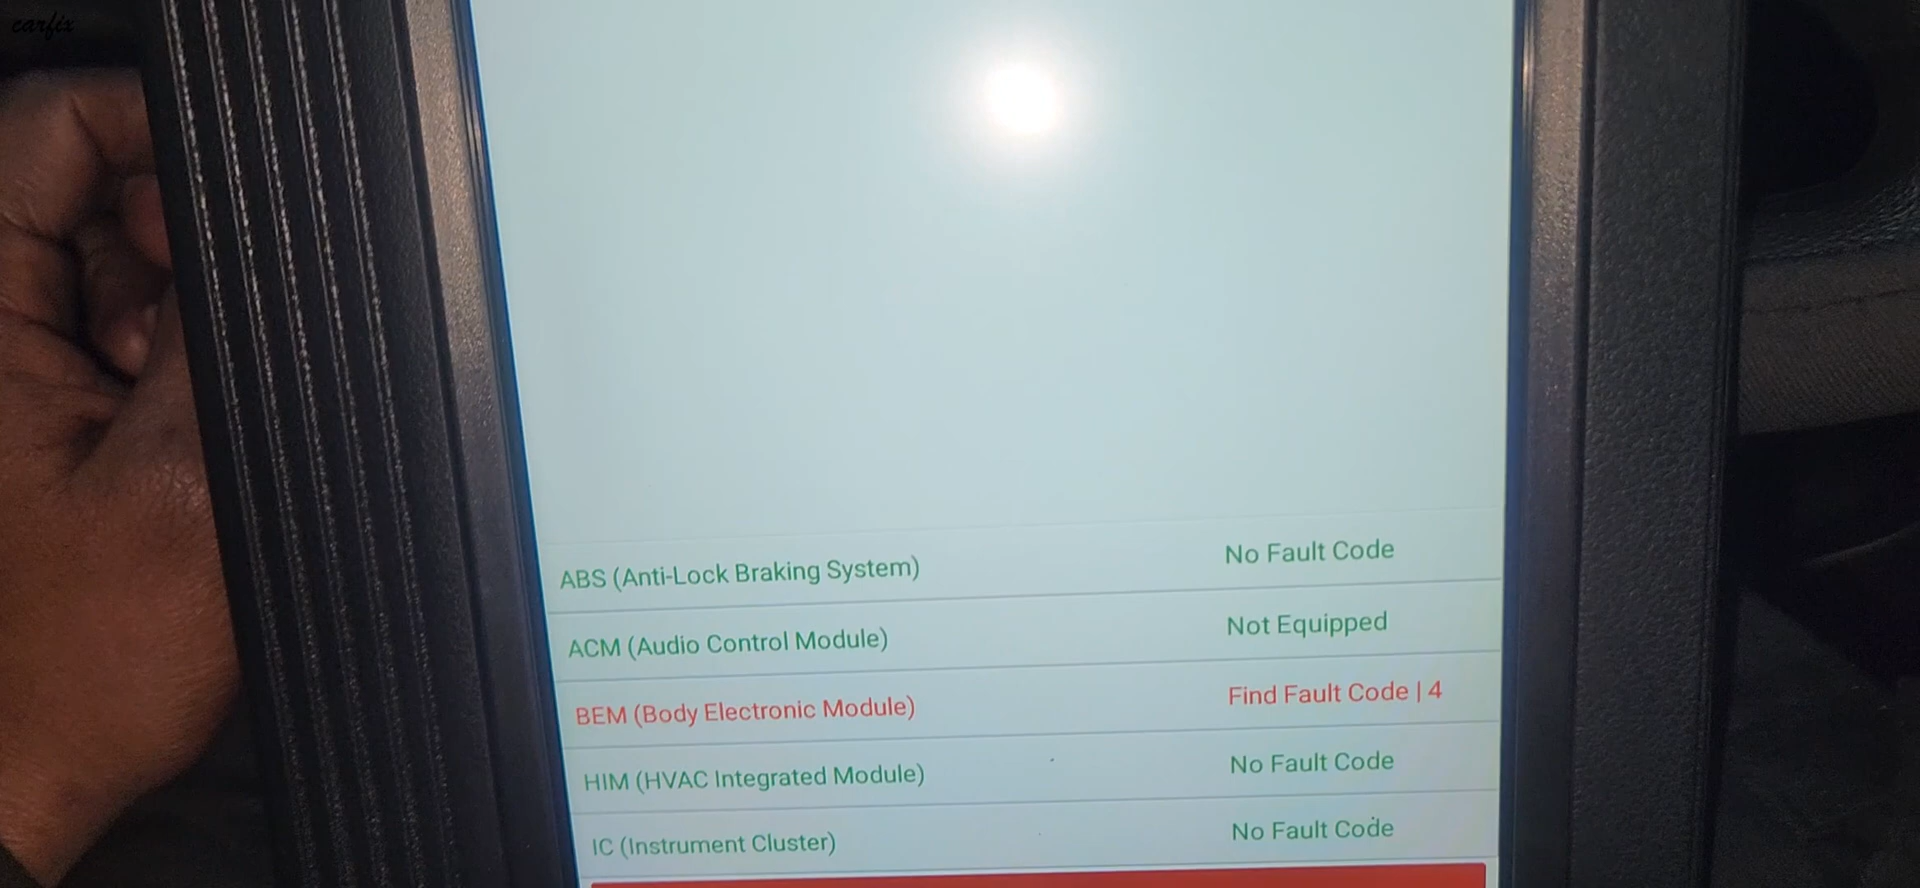 carfix
ABS (Anti-Lock Braking System) No Fault Code
ACM (Audio Control Module) Not Equipped
BEM (Body Electronic Module) Find Fault Code | 4
HIM (HVAC Integrated Module) No Fault Code
IC (Instrument Cluster) No Fault Code